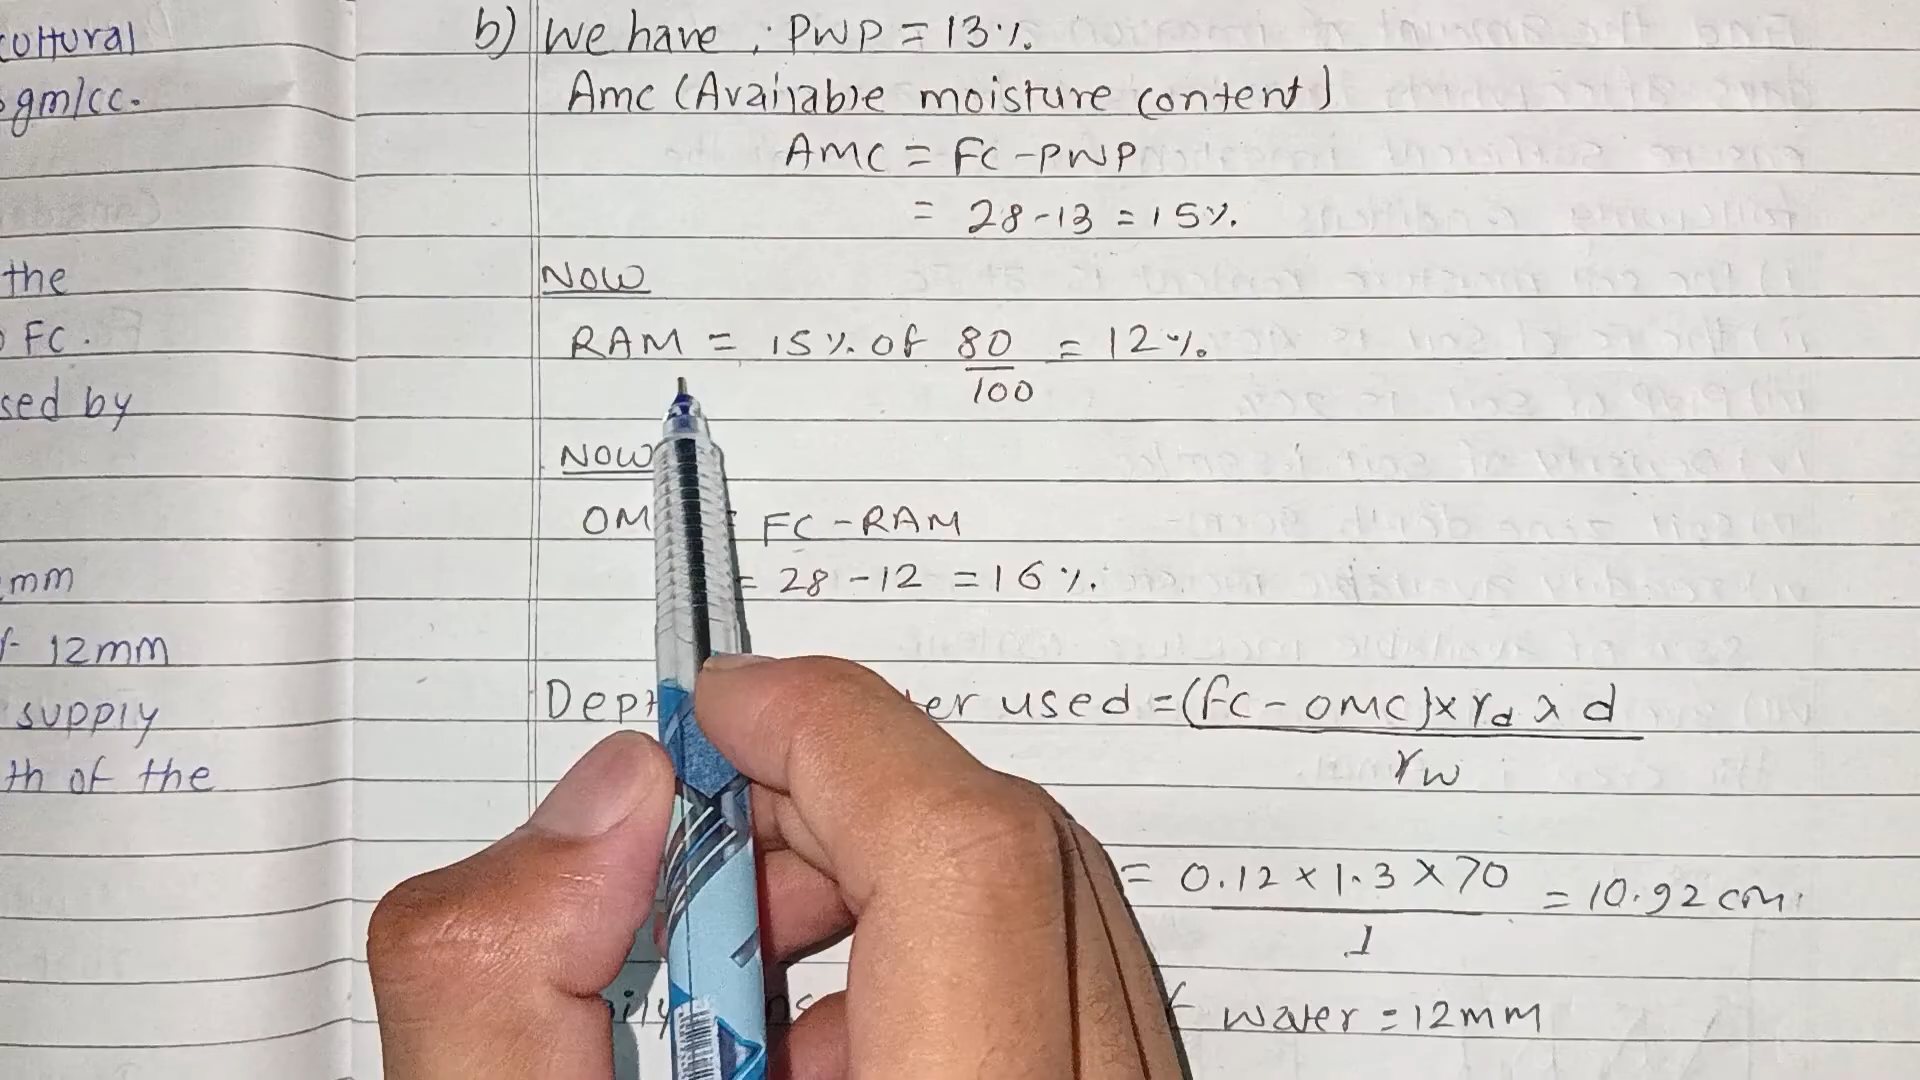 cultural
gm/cc.
the
FC.
sed by
mm
12mm
supply
th of the
b) We have, PWP = 13%.
Amc (Available moisture content)
AMC = FC - PWP
= 28 - 13 = 15%.
NOW
RAM = 15% of 80/100 = 12%.
NOW
OM = FC - RAM
= 28 - 12 = 16%.
Dept er used = (FC - OMC) x rd x d
rw
= 0.12 x 1.3 x 70 = 10.92 cm.
1
water = 12mm